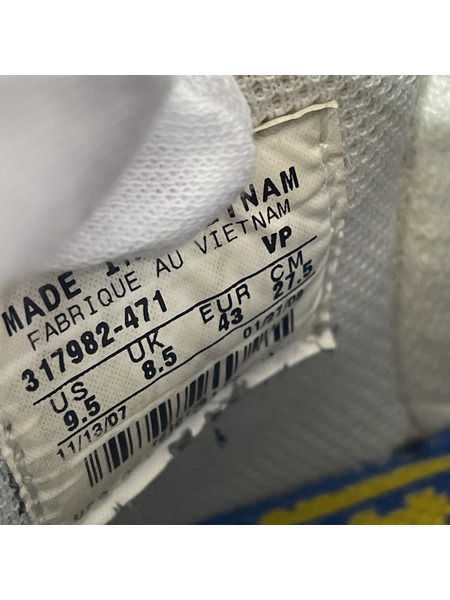 MADE IN VIETNAM
FABRIQUE AU VIETNAM
VP
317982-471
US UK EUR CM
9.5 8.5 43 27.5
11/13/07 01/27/08